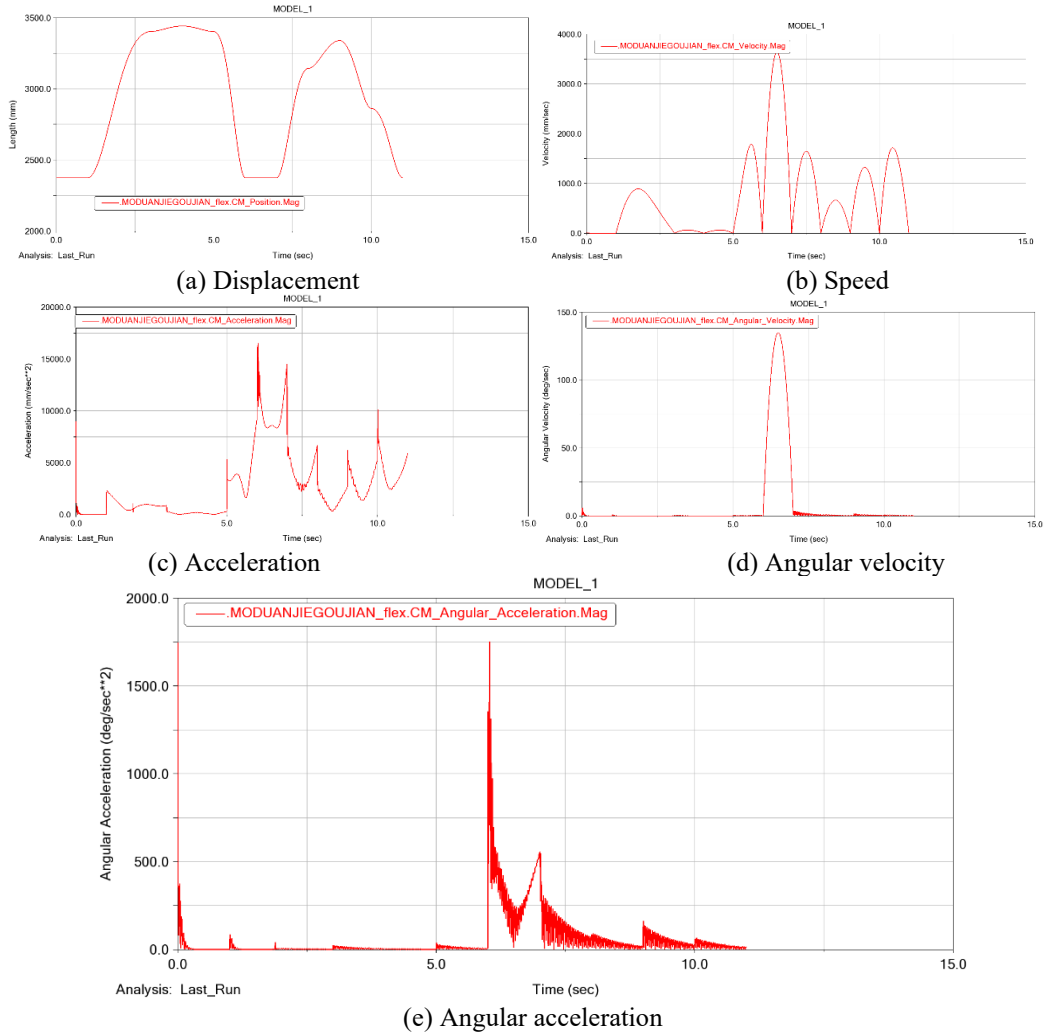 MODEL_1
3500.0
3000.0
2500.0
2000.0
Length (mm)
.MODUANJIEGOUJIAN_flex.CM_Position.Mag
0.0 5.0 10.0 15.0
Analysis: Last_Run Time (sec)
(a) Displacement
MODEL_1
4000.0
3000.0
2000.0
1000.0
0.0
Velocity (mm/sec)
.MODUANJIEGOUJIAN_flex.CM_Velocity.Mag
0.0 5.0 10.0 15.0
Analysis: Last_Run Time (sec)
(b) Speed
MODEL_1
20000.0
15000.0
10000.0
5000.0
0.0
Acceleration (mm/sec**2)
.MODUANJIEGOUJIAN_flex.CM_Acceleration.Mag
0.0 5.0 10.0 15.0
Analysis: Last_Run Time (sec)
(c) Acceleration
MODEL_1
150.0
100.0
50.0
0.0
Angular Velocity (deg/sec)
.MODUANJIEGOUJIAN_flex.CM_Angular_Velocity.Mag
0.0 5.0 10.0 15.0
Analysis: Last_Run Time (sec)
(d) Angular velocity
MODEL_1
2000.0
1500.0
1000.0
500.0
0.0
Angular Acceleration (deg/sec**2)
.MODUANJIEGOUJIAN_flex.CM_Angular_Acceleration.Mag
0.0 5.0 10.0 15.0
Analysis: Last_Run Time (sec)
(e) Angular acceleration